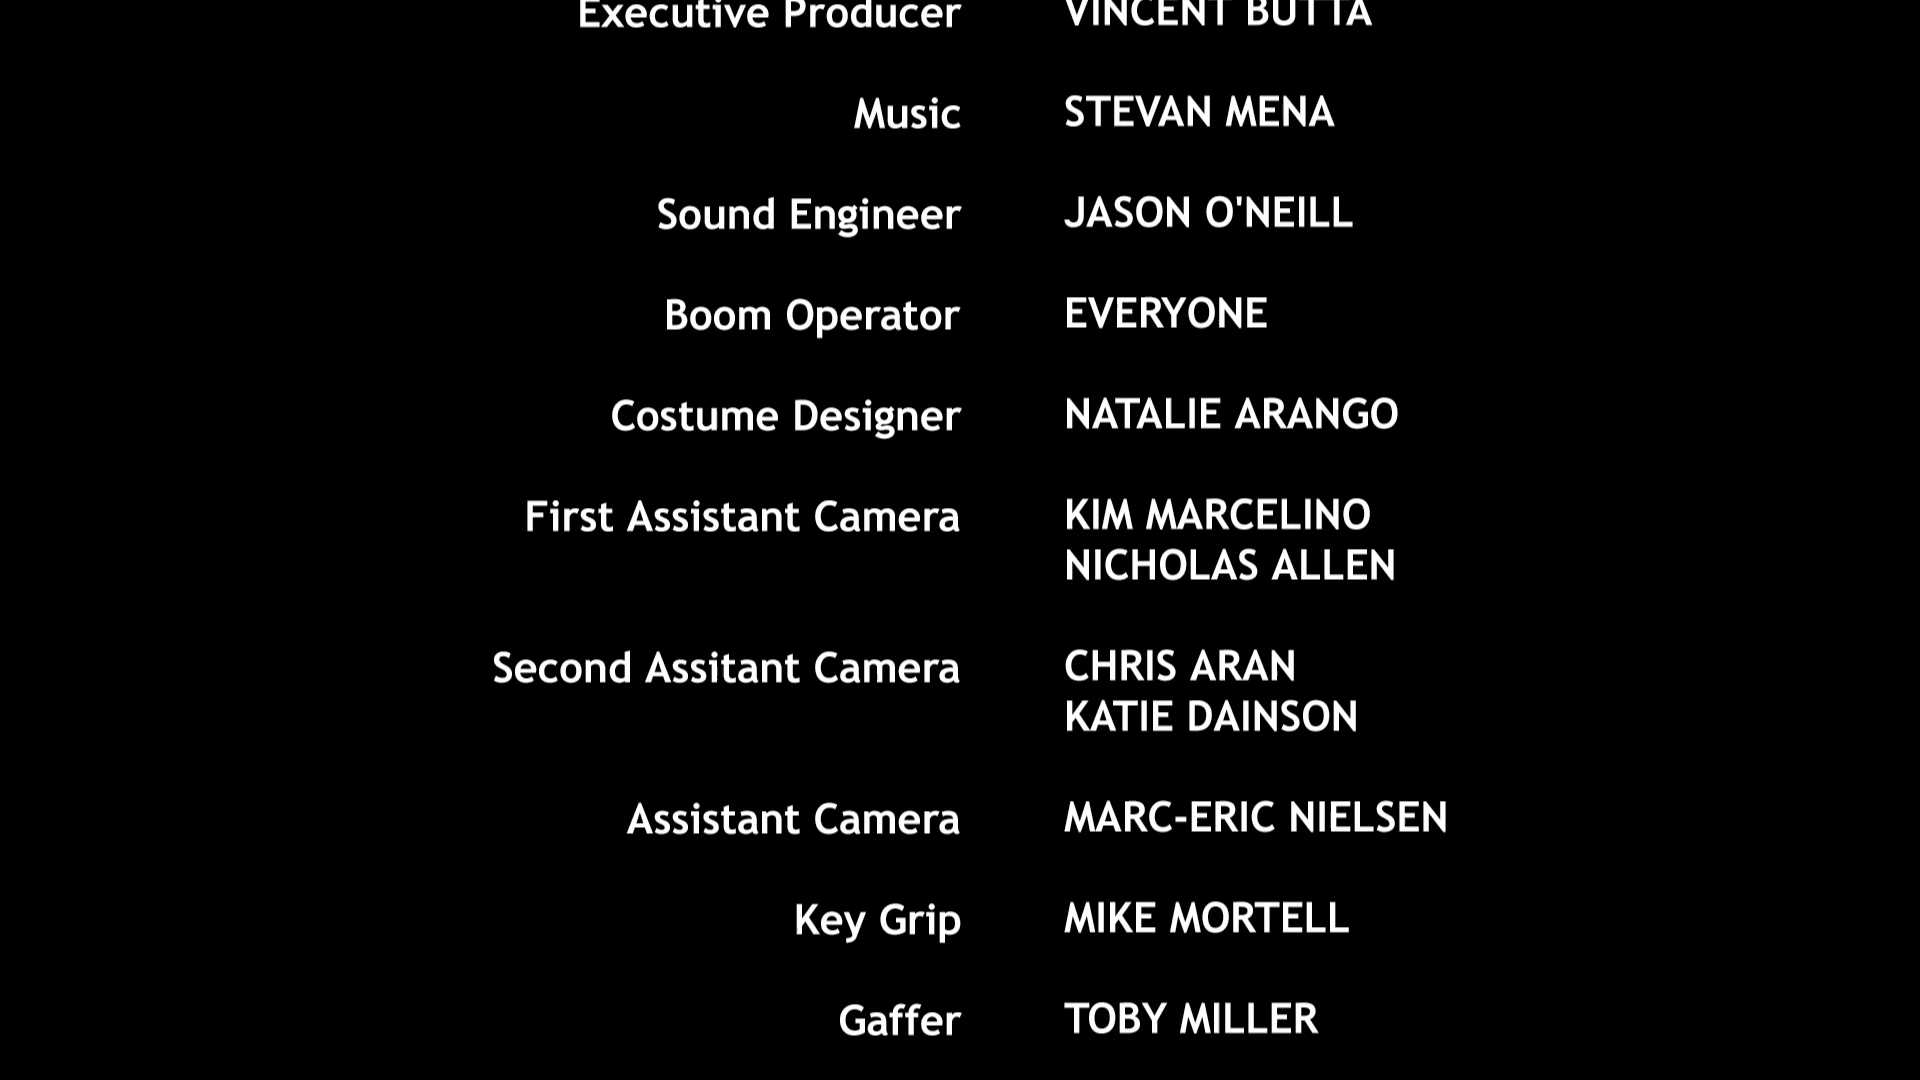 Executive Producer VINCENT BUTTA
Music STEVAN MENA
Sound Engineer JASON O'NEILL
Boom Operator EVERYONE
Costume Designer NATALIE ARANGO
First Assistant Camera KIM MARCELINO
NICHOLAS ALLEN
Second Assitant Camera CHRIS ARAN
KATIE DAINSON
Assistant Camera MARC-ERIC NIELSEN
Key Grip MIKE MORTELL
Gaffer TOBY MILLER